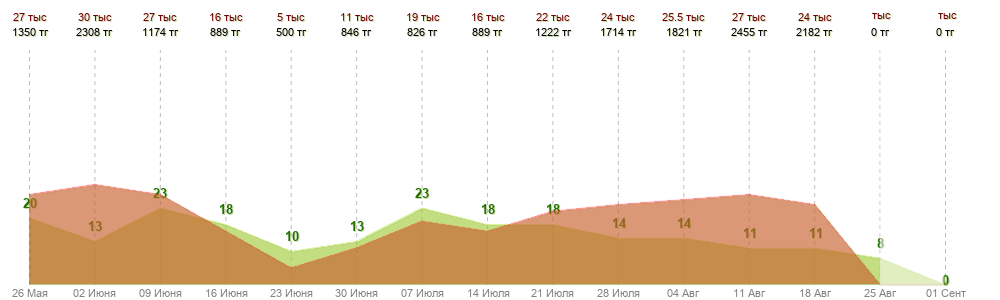 27 тыс 30 тыс 27 тыс 16 тыс 5 тыс 11 тыс 19 тыс 16 тыс 22 тыс 24 тыс 25.5 тыс 27 тыс 24 тыс тыс тыс
1350 тг 2308 тг 1174 тг 889 тг 500 тг 846 тг 826 тг 889 тг 1222 тг 1714 тг 1821 тг 2455 тг 2182 тг 0 тг 0 тг
20 13 23 18 10 13 23 18 18 14 14 11 11 8 0
26 Мая 02 Июня 09 Июня 16 Июня 23 Июня 30 Июня 07 Июля 14 Июля 21 Июля 28 Июля 04 Авг 11 Авг 18 Авг 25 Авг 01 Сент